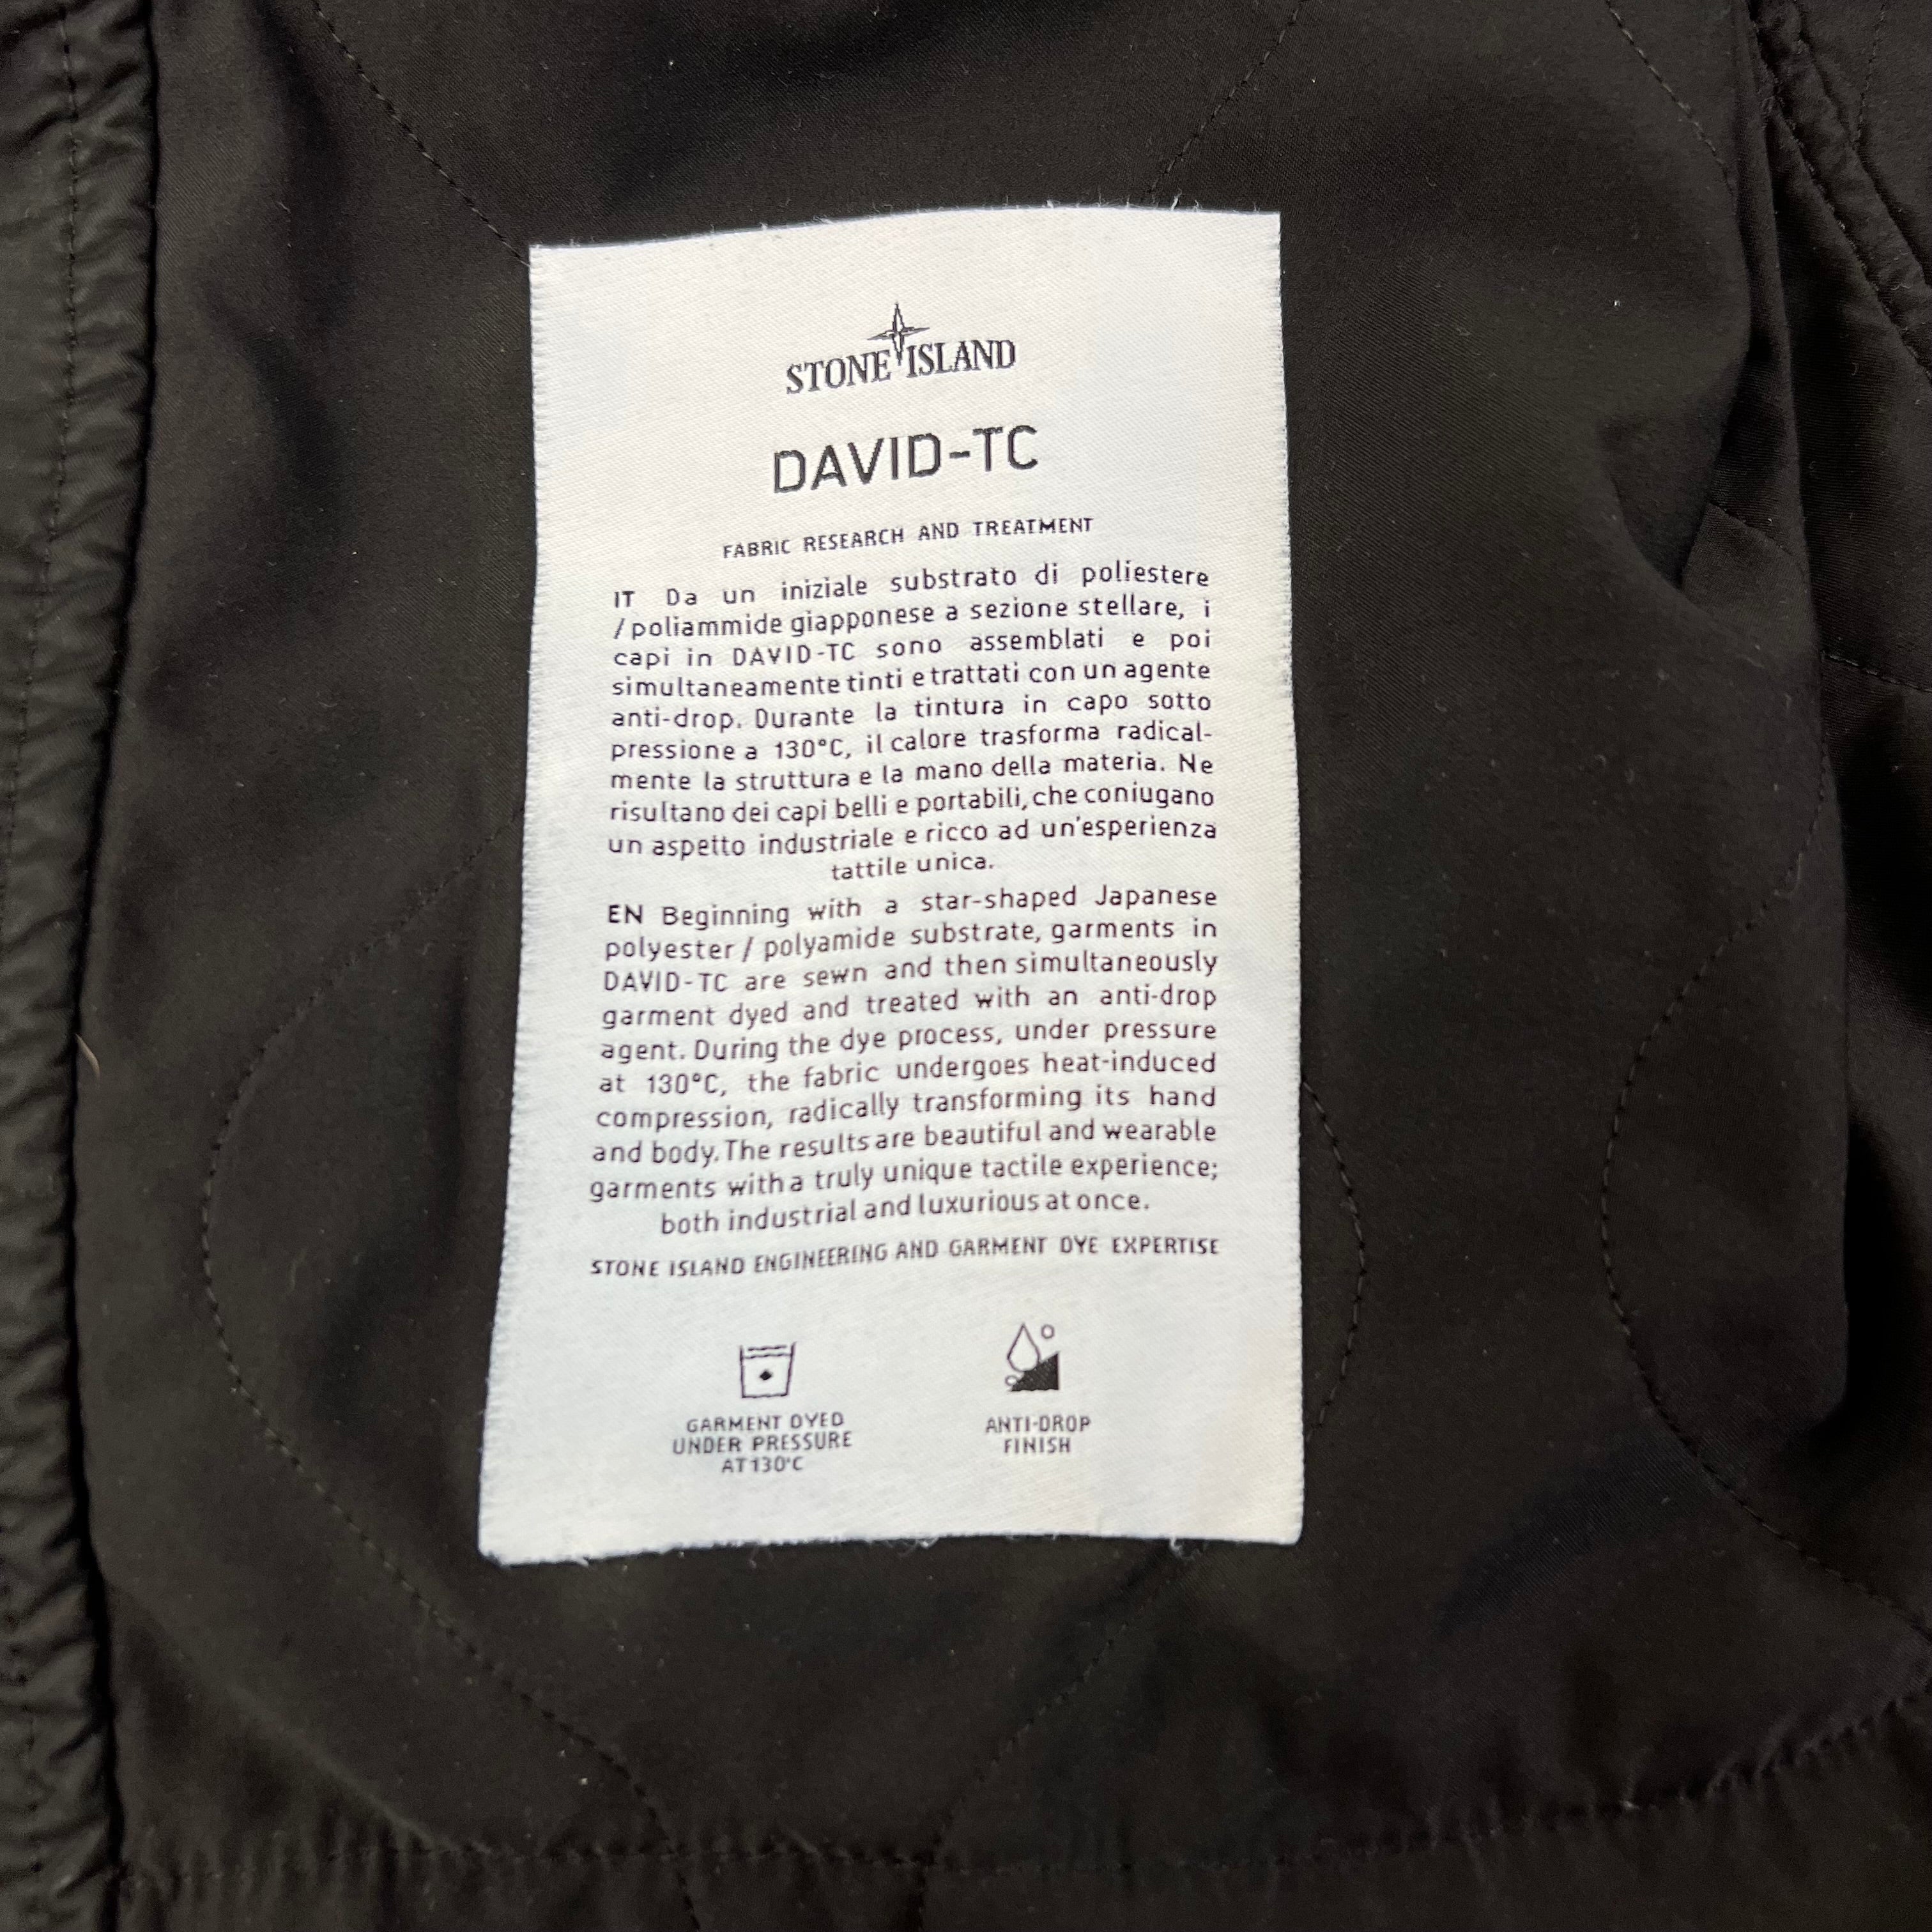 STONE ISLAND
DAVID-TC
FABRIC RESEARCH AND TREATMENT
IT Da un iniziale substrato di poliestere
/poliammide giapponese a sezione stellare, i
capi in DAVID-TC sono assemblati e poi
simultaneamente tinti e trattati con un agente
anti-drop. Durante la tintura in capo sotto
pressione a 130°C, il calore trasforma radical-
mente la struttura e la mano della materia. Ne
risultano dei capi belli e portabili, che coniugano
un aspetto industriale e ricco ad un'esperienza
tattile unica.
EN Beginning with a star-shaped Japanese
polyester / polyamide substrate, garments in
DAVID-TC are sewn and then simultaneously
garment dyed and treated with an anti-drop
agent. During the dye process, under pressure
at 130°C, the fabric undergoes heat-induced
compression, radically transforming its hand
and body. The results are beautiful and wearable
garments with a truly unique tactile experience;
both industrial and luxurious at once.
STONE ISLAND ENGINEERING AND GARMENT DYE EXPERTISE
GARMENT DYED
UNDER PRESSURE
AT 130°C
ANTI-DROP
FINISH